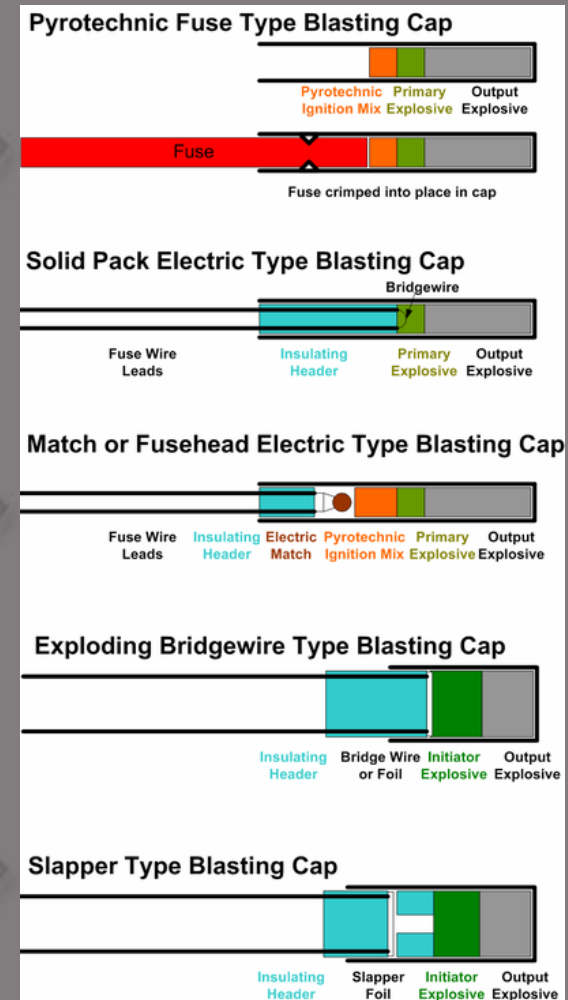 Pyrotechnic Fuse Type Blasting Cap
Pyrotechnic Primary Output
Ignition Mix Explosive Explosive
Fuse
Fuse crimped into place in cap
Solid Pack Electric Type Blasting Cap
Bridgewire
Fuse Wire Insulating Primary Output
Leads Header Explosive Explosive
Match or Fusehead Electric Type Blasting Cap
Fuse Wire Insulating Electric Pyrotechnic Primary Output
Leads Header Match Ignition Mix Explosive Explosive
Exploding Bridgewire Type Blasting Cap
Insulating Bridge Wire Initiator Output
Header or Foil Explosive Explosive
Slapper Type Blasting Cap
Insulating Slapper Initiator Output
Header Foil Explosive Explosive